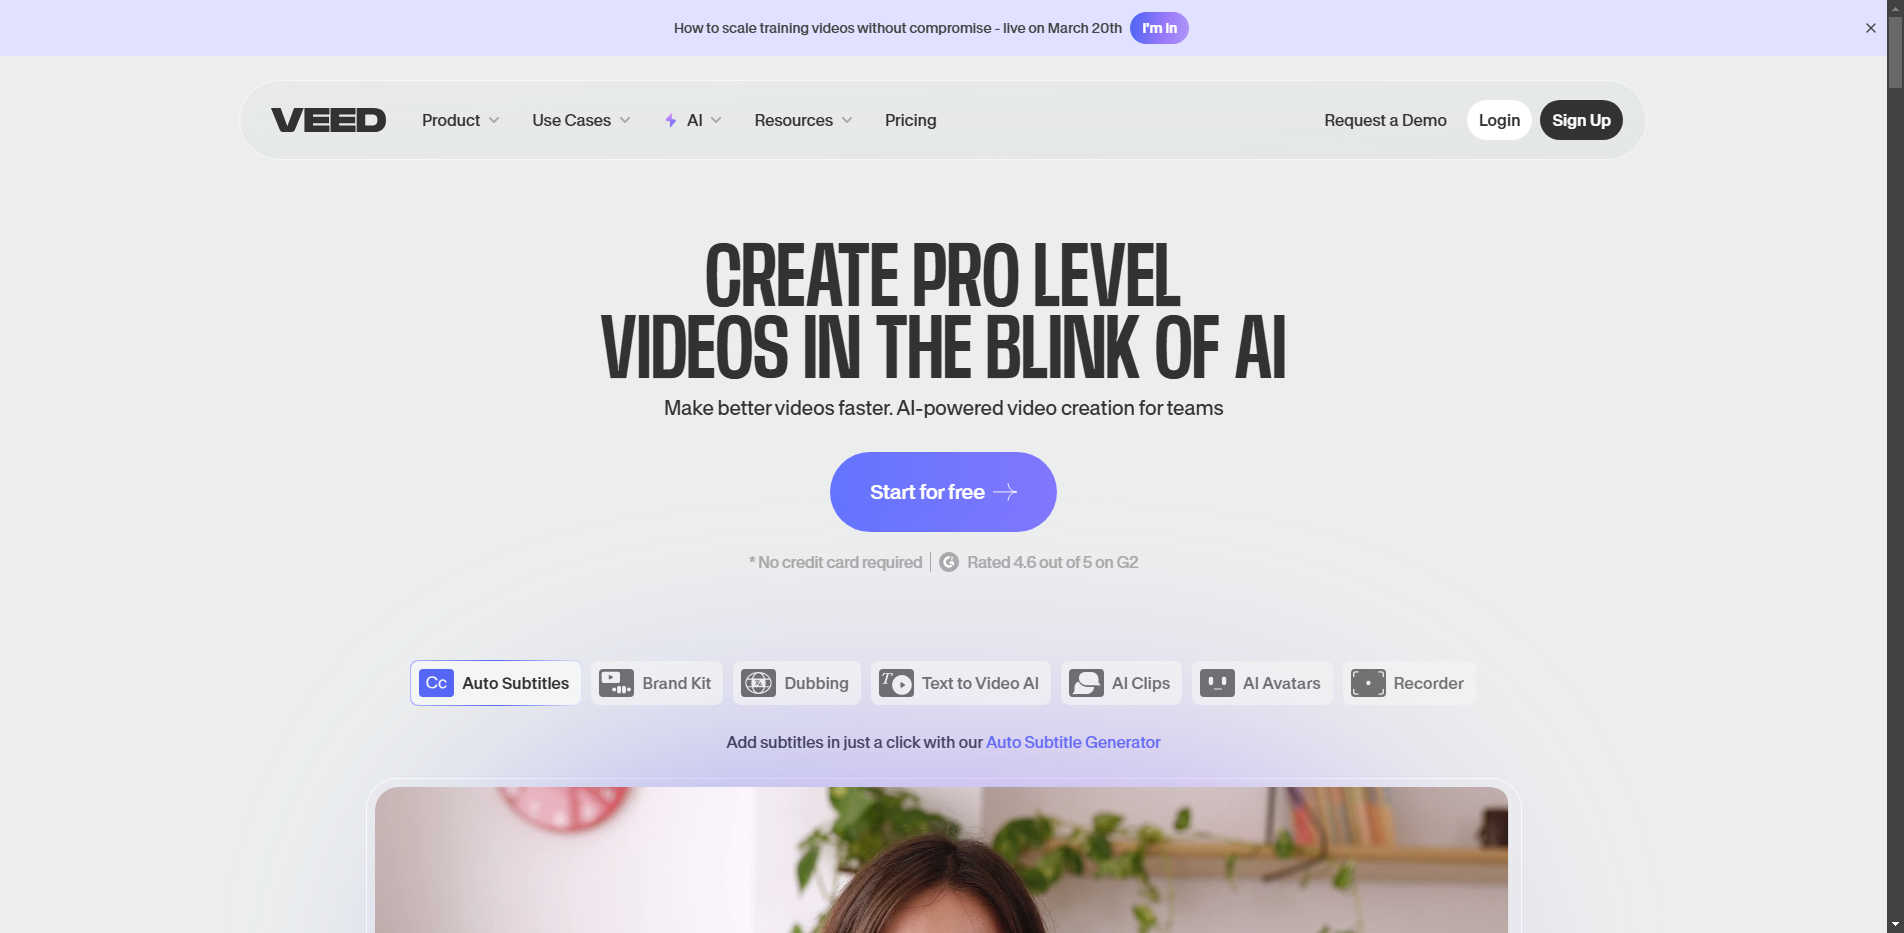 How to scale training videos without compromise - live on March 20th I'm in
VEED Product Use Cases AI Resources Pricing Request a Demo Login Sign Up
CREATE PRO LEVEL
VIDEOS IN THE BLINK OF AI
Make better videos faster. AI-powered video creation for teams
Start for free
* No credit card required Rated 4.6 out of 5 on G2
Cc Auto Subtitles Brand Kit Dubbing Text to Video AI AI Clips AI Avatars Recorder
Add subtitles in just a click with our Auto Subtitle Generator